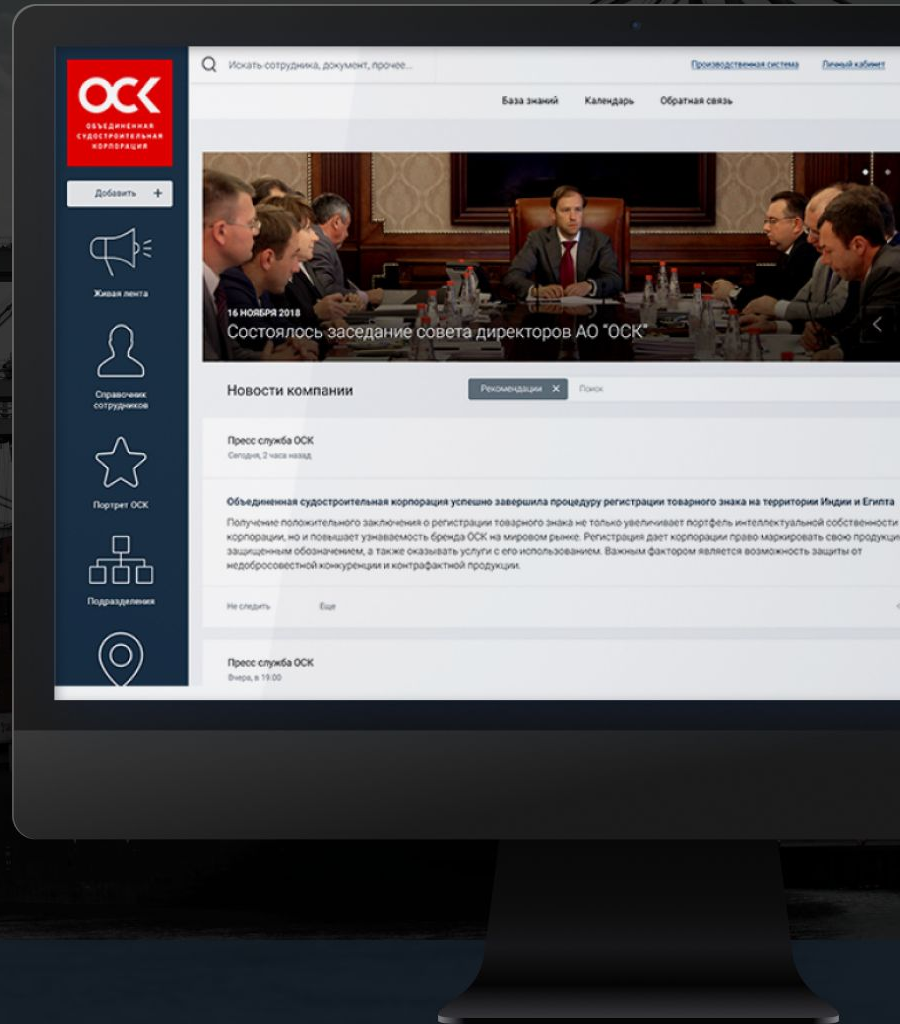 ОСК
ОБЪЕДИНЕННАЯ
СУДОСТРОИТЕЛЬНАЯ
КОРПОРАЦИЯ
Добавить +
Живая лента
Справочник
сотрудников
Портрет ОСК
Подразделения
Искать сотрудника, документ, прочее...
Производственная система Личный кабинет
База знаний Календарь Обратная связь
16 НОЯБРЯ 2018
Состоялось заседание совета директоров АО "ОСК"
Новости компании
Рекомендации X Поиск
Пресс служба ОСК
Сегодня, 2 часа назад
Объединенная судостроительная корпорация успешно завершила процедуру регистрации товарного знака на территории Индии и Египта
Получение положительного заключения о регистрации товарного знака не только увеличивает портфель интеллектуальной собственности
корпорации, но и повышает узнаваемость бренда ОСК на мировом рынке. Регистрация дает корпорации право маркировать свою продукци
защищенным обозначением, а также оказывать услуги с его использованием. Важным фактором является возможность защиты от
недобросовестной конкуренции и контрафактной продукции.
Не следить Еще
Пресс служба ОСК
Вчера, в 19:00